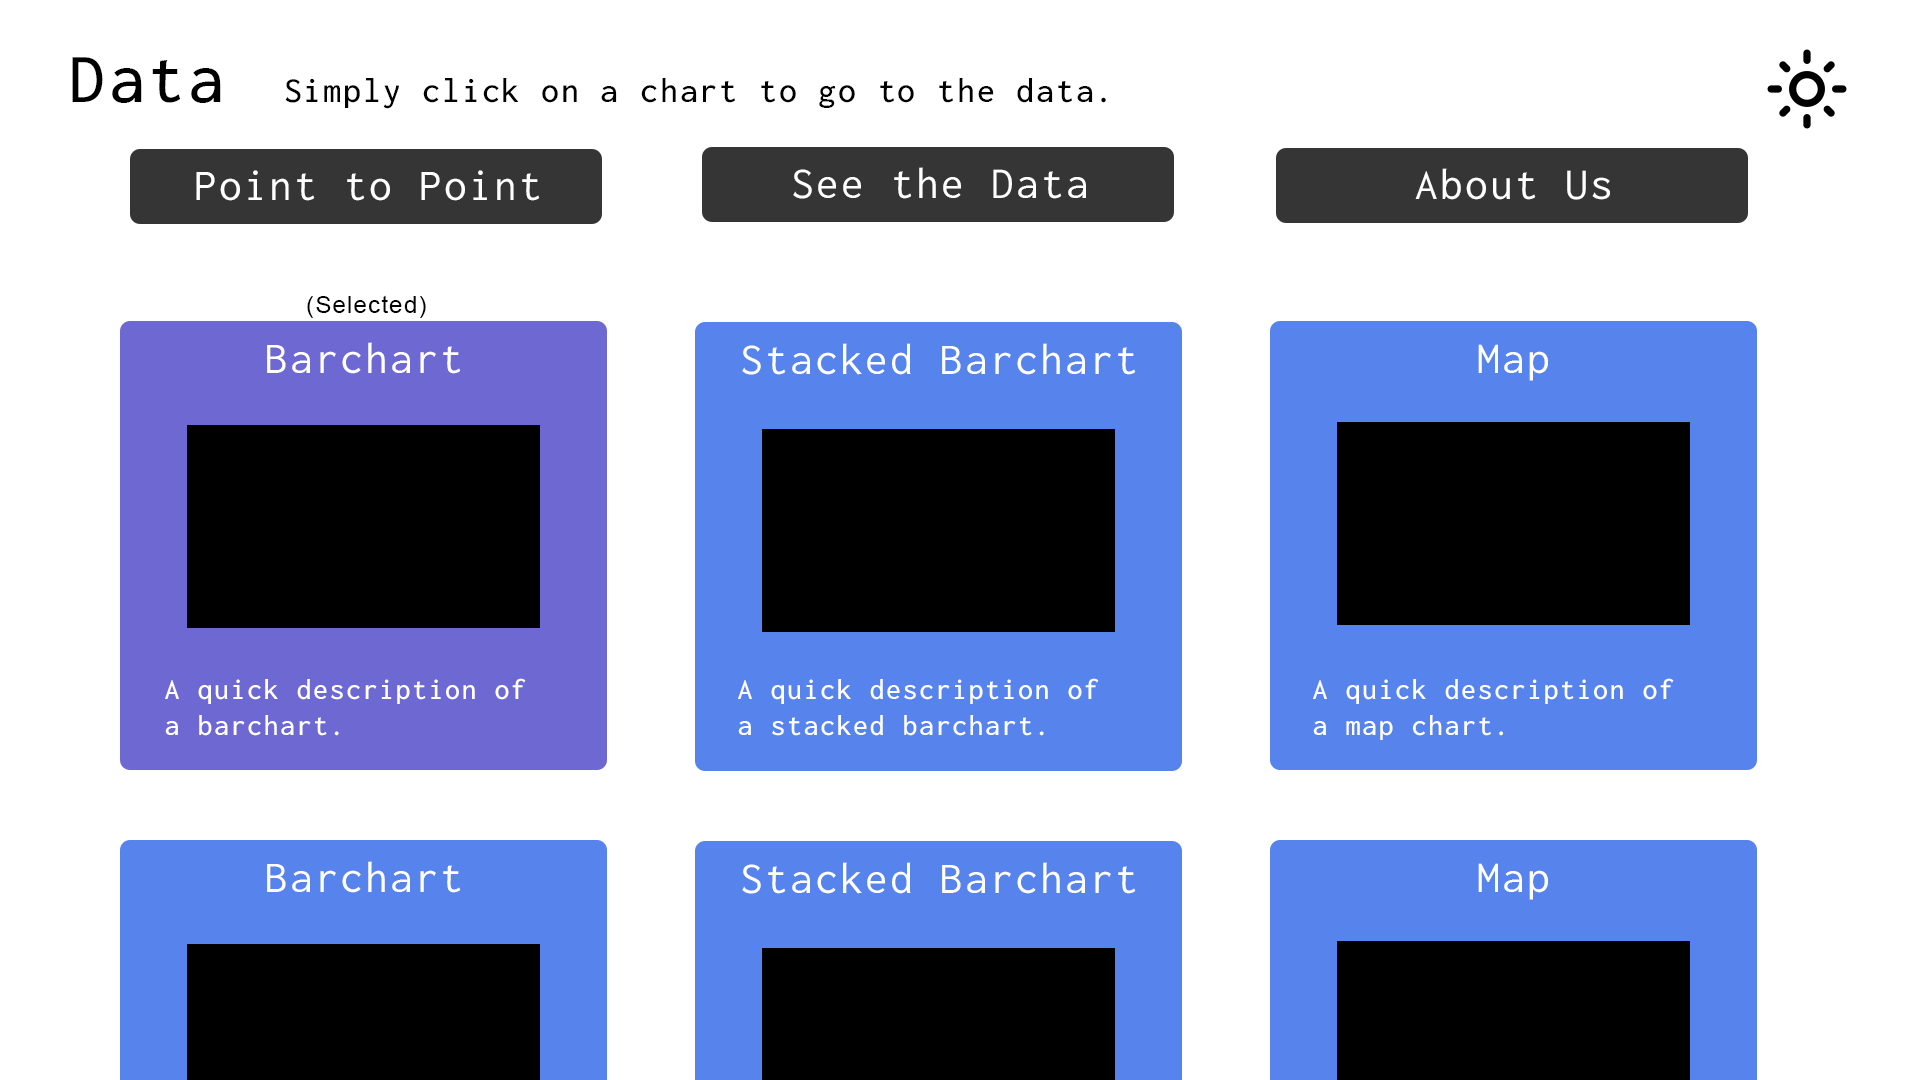 Data
Simply click on a chart to go to the data.
Point to Point
See the Data
About Us
(Selected)
Barchart
A quick description of
a barchart.
Stacked Barchart
A quick description of
a stacked barchart.
Map
A quick description of
a map chart.
Barchart
Stacked Barchart
Map